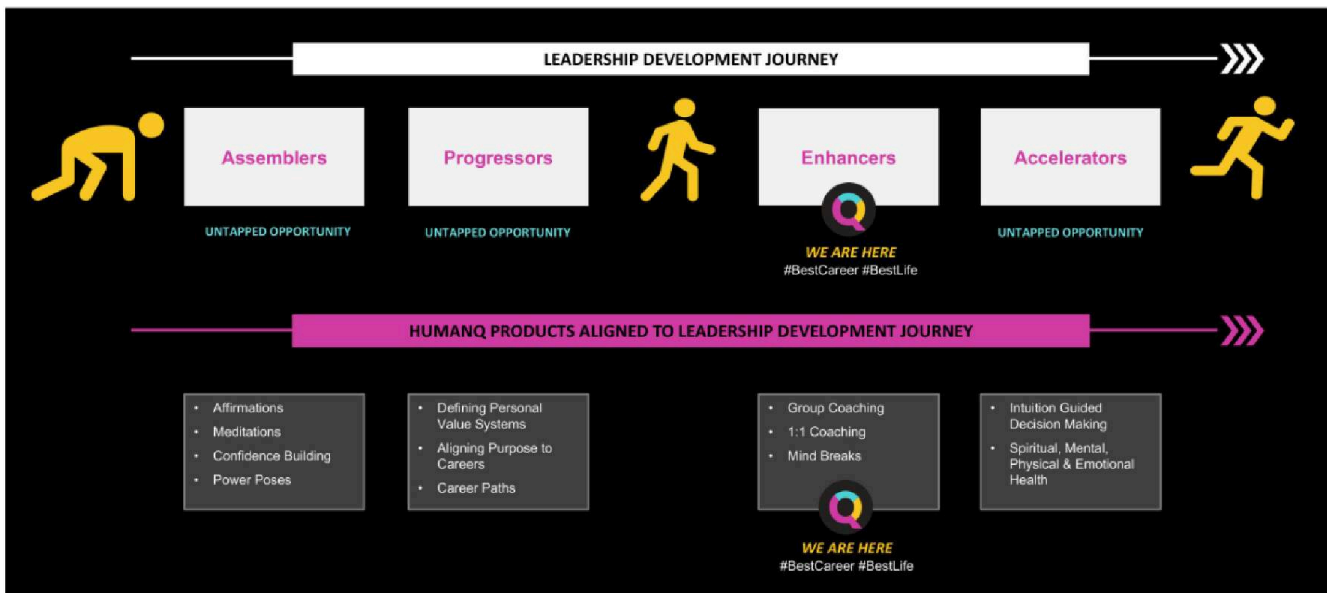 LEADERSHIP DEVELOPMENT JOURNEY
Assemblers
Progressors
Enhancers
Accelerators
UNTAPPED OPPORTUNITY
UNTAPPED OPPORTUNITY
WE ARE HERE
#BestCareer #BestLife
UNTAPPED OPPORTUNITY
HUMANQ PRODUCTS ALIGNED TO LEADERSHIP DEVELOPMENT JOURNEY
• Affirmations
• Meditations
• Confidence Building
• Power Poses
• Defining Personal
Value Systems
• Aligning Purpose to
Careers
• Career Paths
• Group Coaching
• 1:1 Coaching
• Mind Breaks
• Intuition Guided
Decision Making
• Spiritual, Mental,
Physical & Emotional
Health
WE ARE HERE
#BestCareer #BestLife